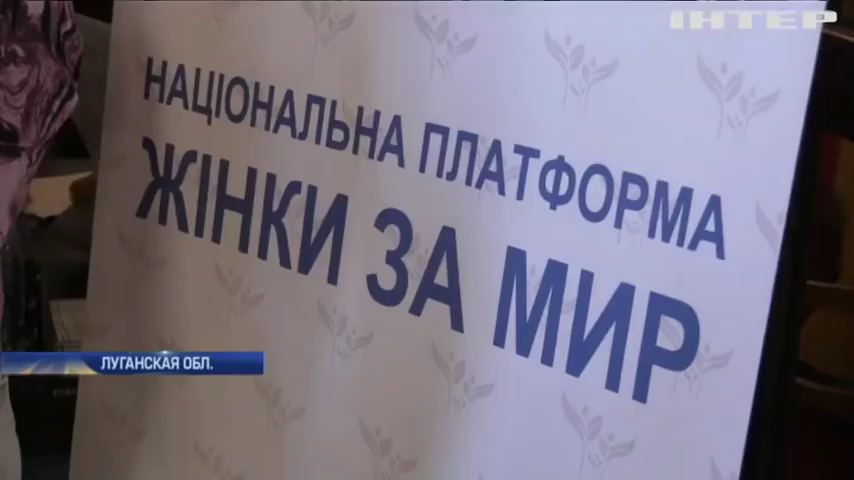 ІНТЕР
НАЦІОНАЛЬНА ПЛАТФОРМА
ЖІНКИ ЗА МИР
ЛУГАНСКАЯ ОБЛ.